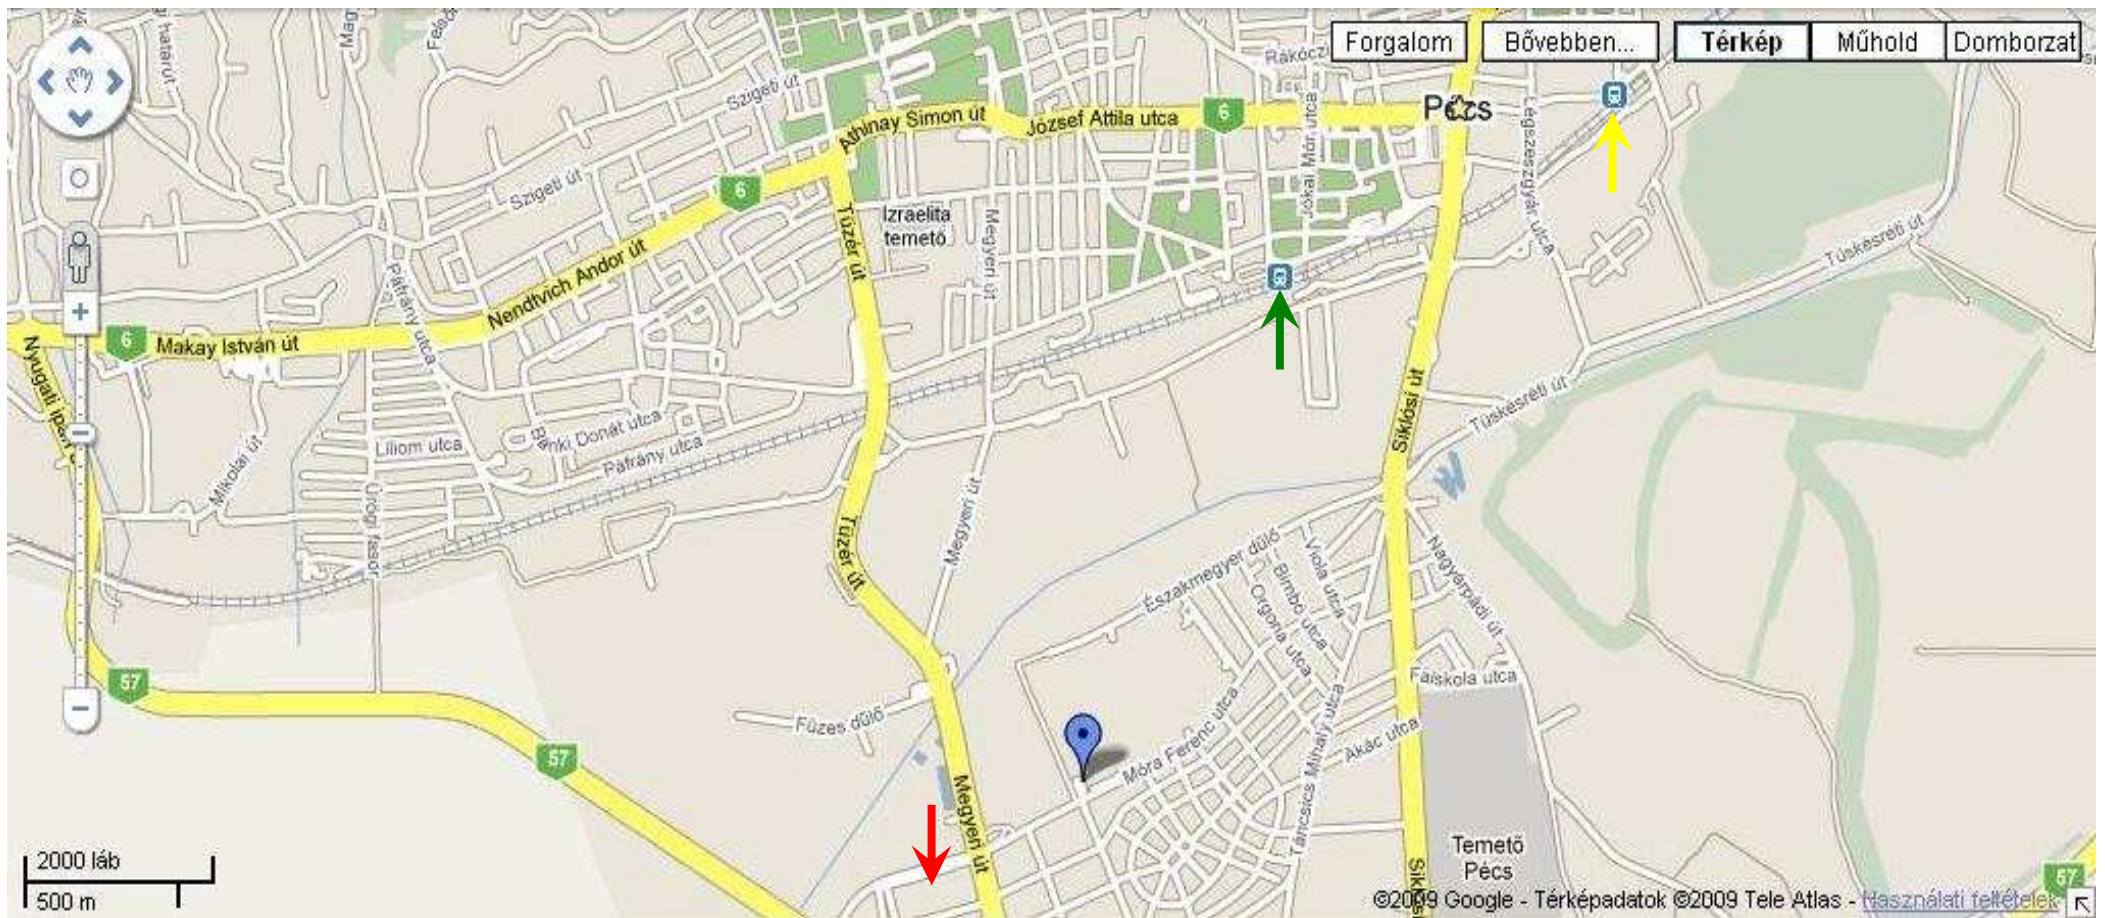 Forgalom
Bővebben...
Térkép
Műhold
Domborzat
Rákóczi
Szigeti út
Athinay Simon út
József Attila utca
6
Pécs
Jókai Mór utca
Légszeszgyár utca
Szigeti út
6
Izraelita
temető
Megyeri út
Tüzér út
Nendtvich Andor út
Páfrány utca
Tüskésréti út
6
Makay István út
Siklósi út
Tüskésréti út
Liliom utca
Bánki Donát utca
Páfrány utca
Mikolai út
Ürögi fasor
Megyeri út
Tüzér út
Északmegyer dűlő
Viola utca
Bimbó utca
Orgona utca
Nagyárpádi út
Faiskola utca
57
Füzes dűlő
Móra Ferenc utca
Táncsics Mihály utca
Akác utca
57
Megyeri út
Temető
Pécs
57
2000 láb
500 m
©2009 Google - Térképadatok ©2009 Tele Atlas - Használati feltételek